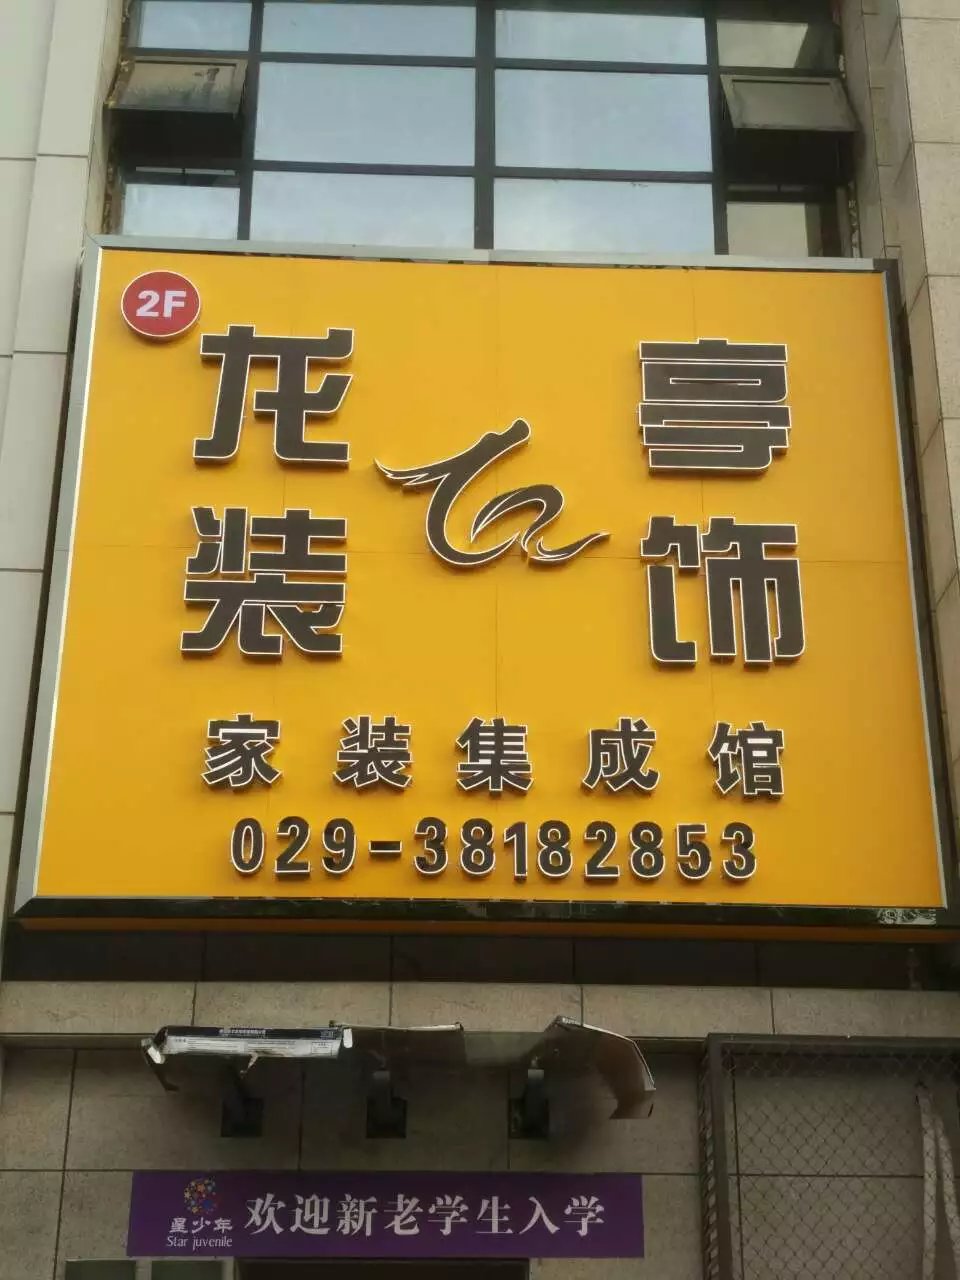 2F
龙亭
装饰
家装集成馆
029-38182853
星少年
Star juvenile
欢迎新老学生入学